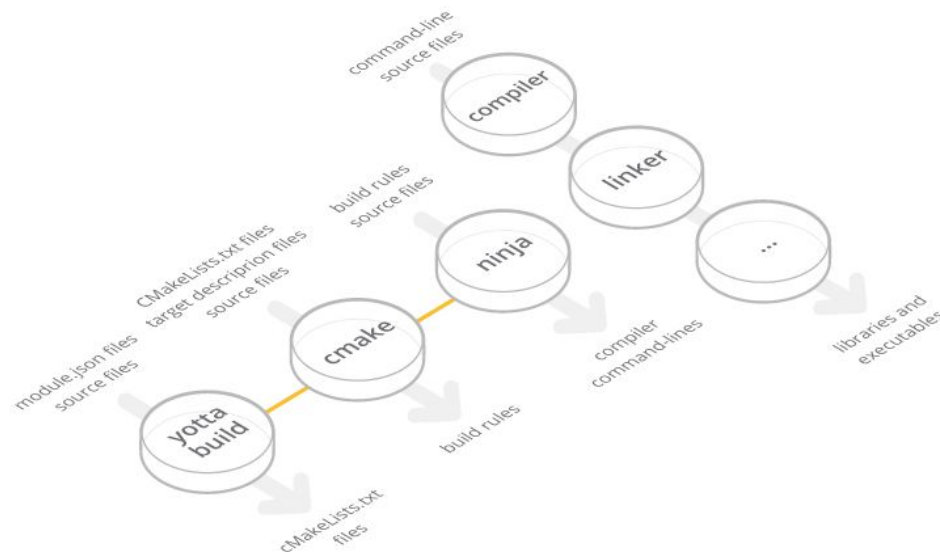 command-line
source files
compiler
linker
...
libraries and
executables
build rules
source files
ninja
compiler
command-lines
CMakeLists.txt files
target descriprion files
source files
cmake
build rules
module.json files
source files
yotta
build
cMakeLists.txt
files